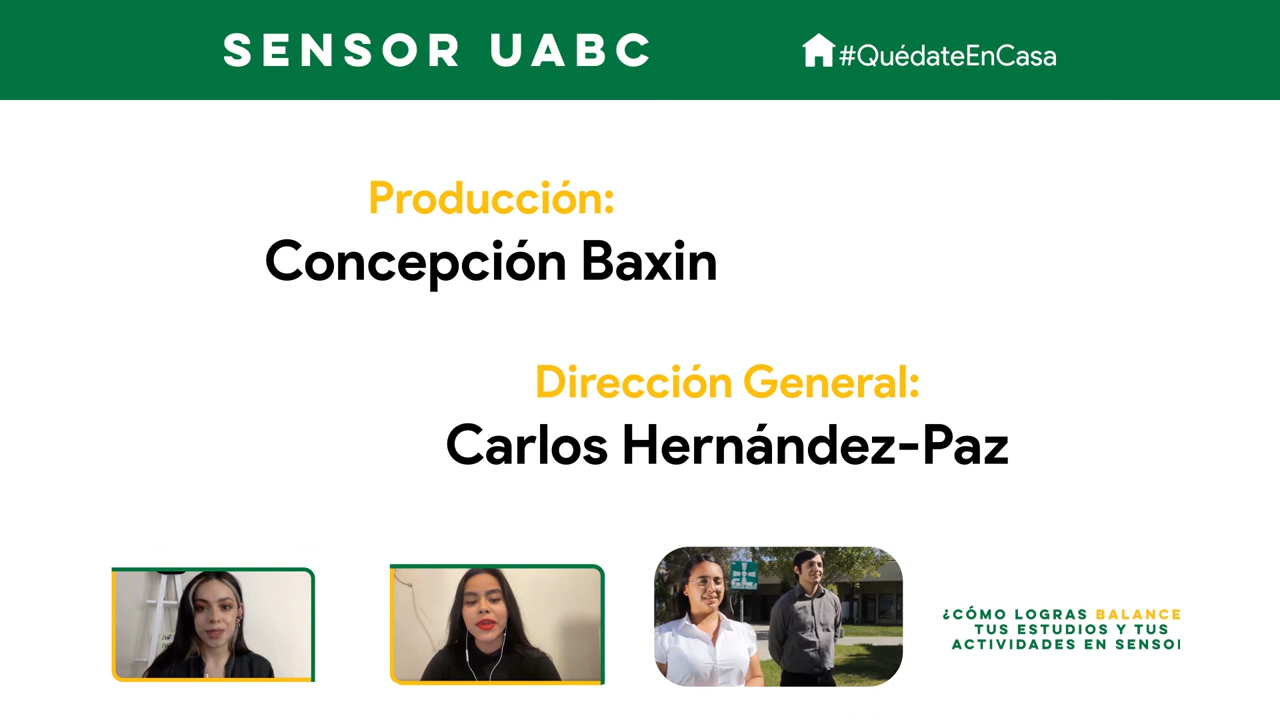 SENSOR UABC
#QuédateEnCasa
Producción:
Concepción Baxin
Dirección General:
Carlos Hernández-Paz
¿CÓMO LOGRAS BALANCE
TUS ESTUDIOS Y TUS
ACTIVIDADES EN SENSO